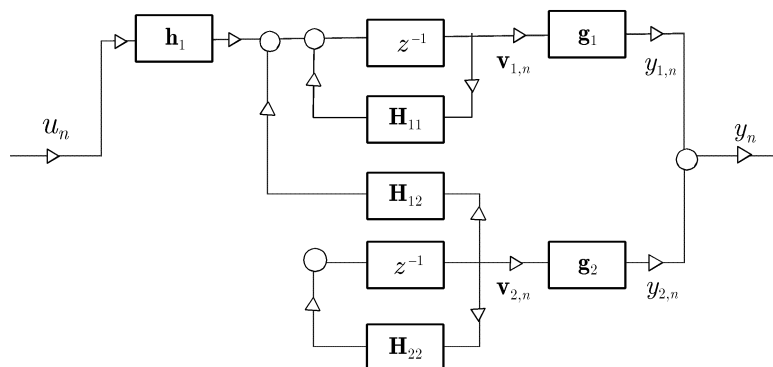 h₁
z⁻¹
v₁,ₙ
g₁
y₁,ₙ
H₁₁
uₙ
yₙ
H₁₂
z⁻¹
v₂,ₙ
g₂
y₂,ₙ
H₂₂